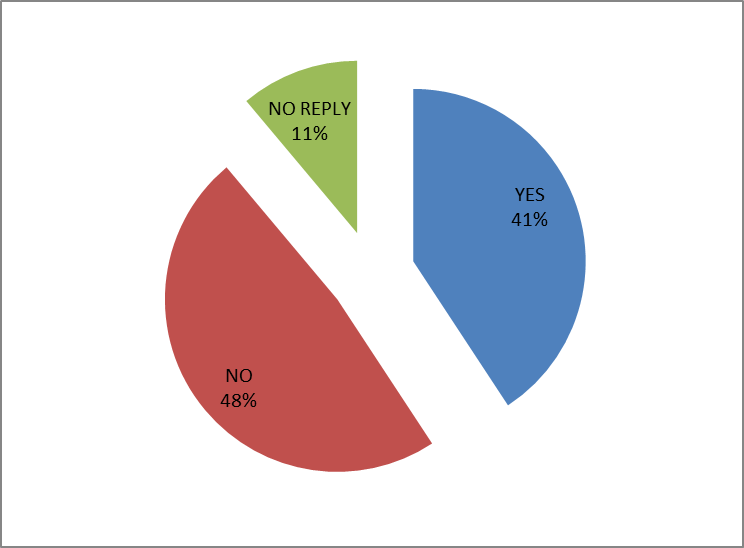 NO REPLY
11%
YES
41%
NO
48%